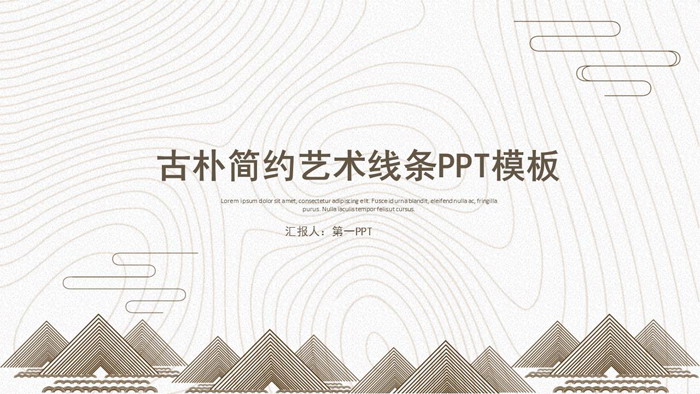 古朴简约艺术线条PPT模板
Lorem ipsum dolor sit amet, consectetur adipiscing elit. Fusce id urna blandit, eleifend nulla ac, fringilla
purus. Nulla iaculis tempor felis ut cursus.
汇报人：第一PPT